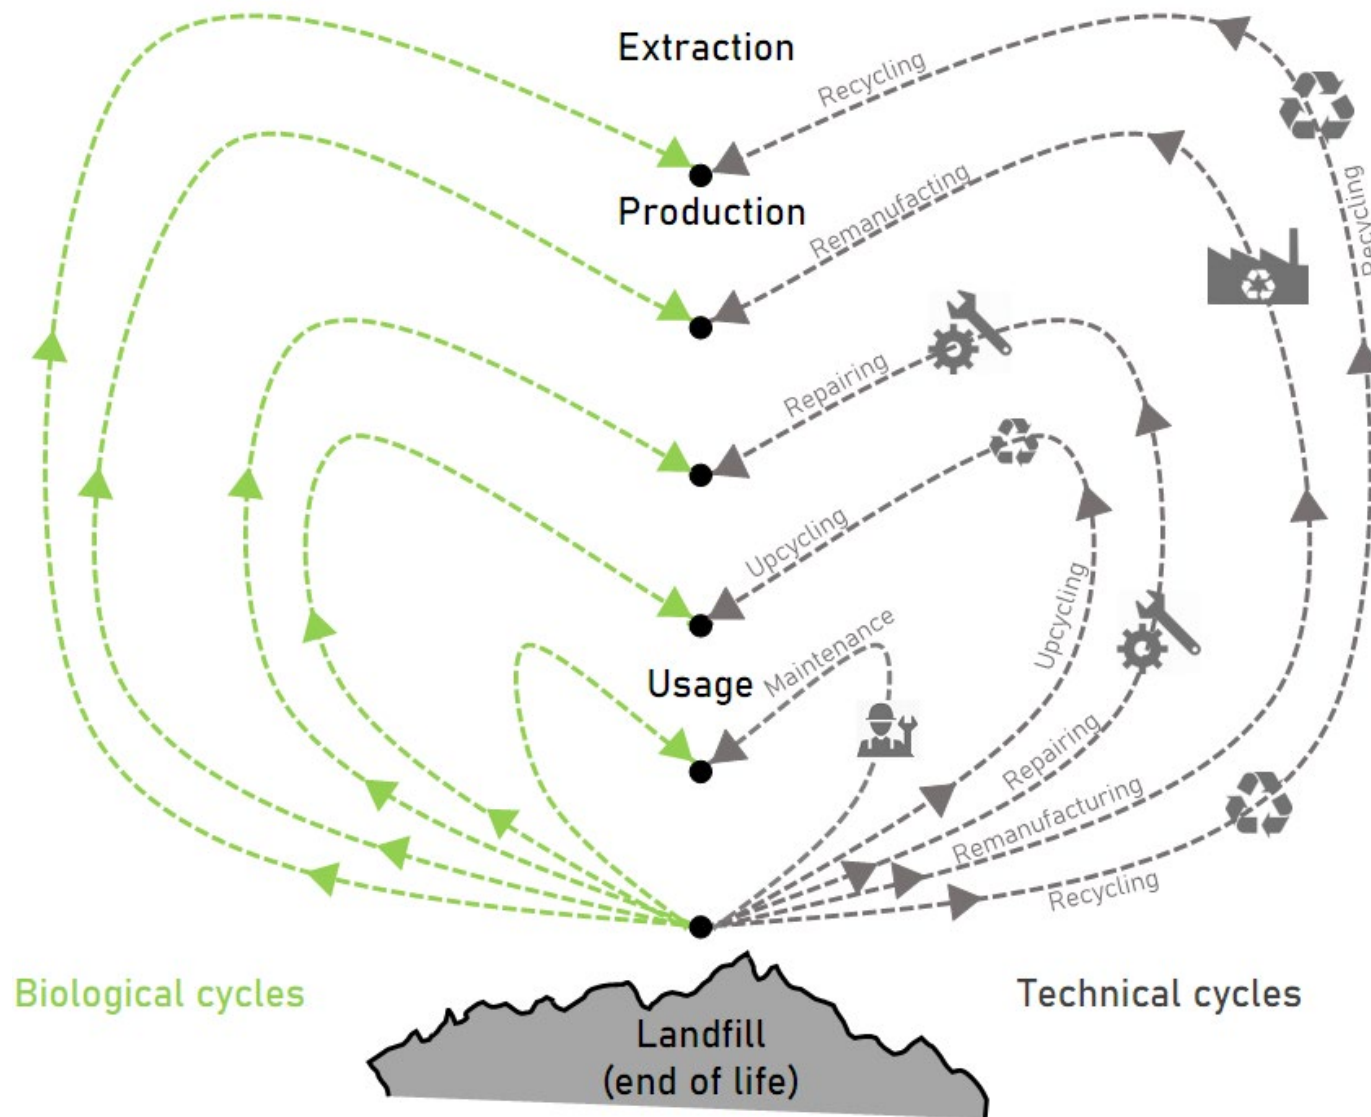 Extraction
Recycling
Recycling
Production
Remanufacting
Repairing
Upcycling
Upcycling
Usage
Maintenance
Repairing
Remanufacturing
Recycling
Biological cycles
Technical cycles
Landfill
(end of life)